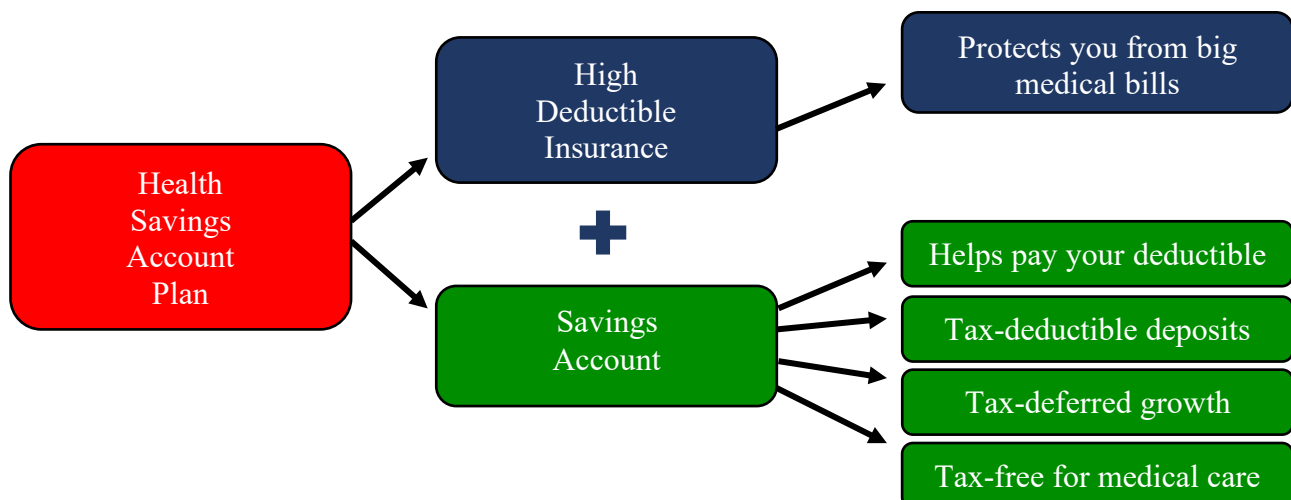 Health
Savings
Account
Plan
High
Deductible
Insurance
Protects you from big
medical bills
Savings
Account
Helps pay your deductible
Tax-deductible deposits
Tax-deferred growth
Tax-free for medical care